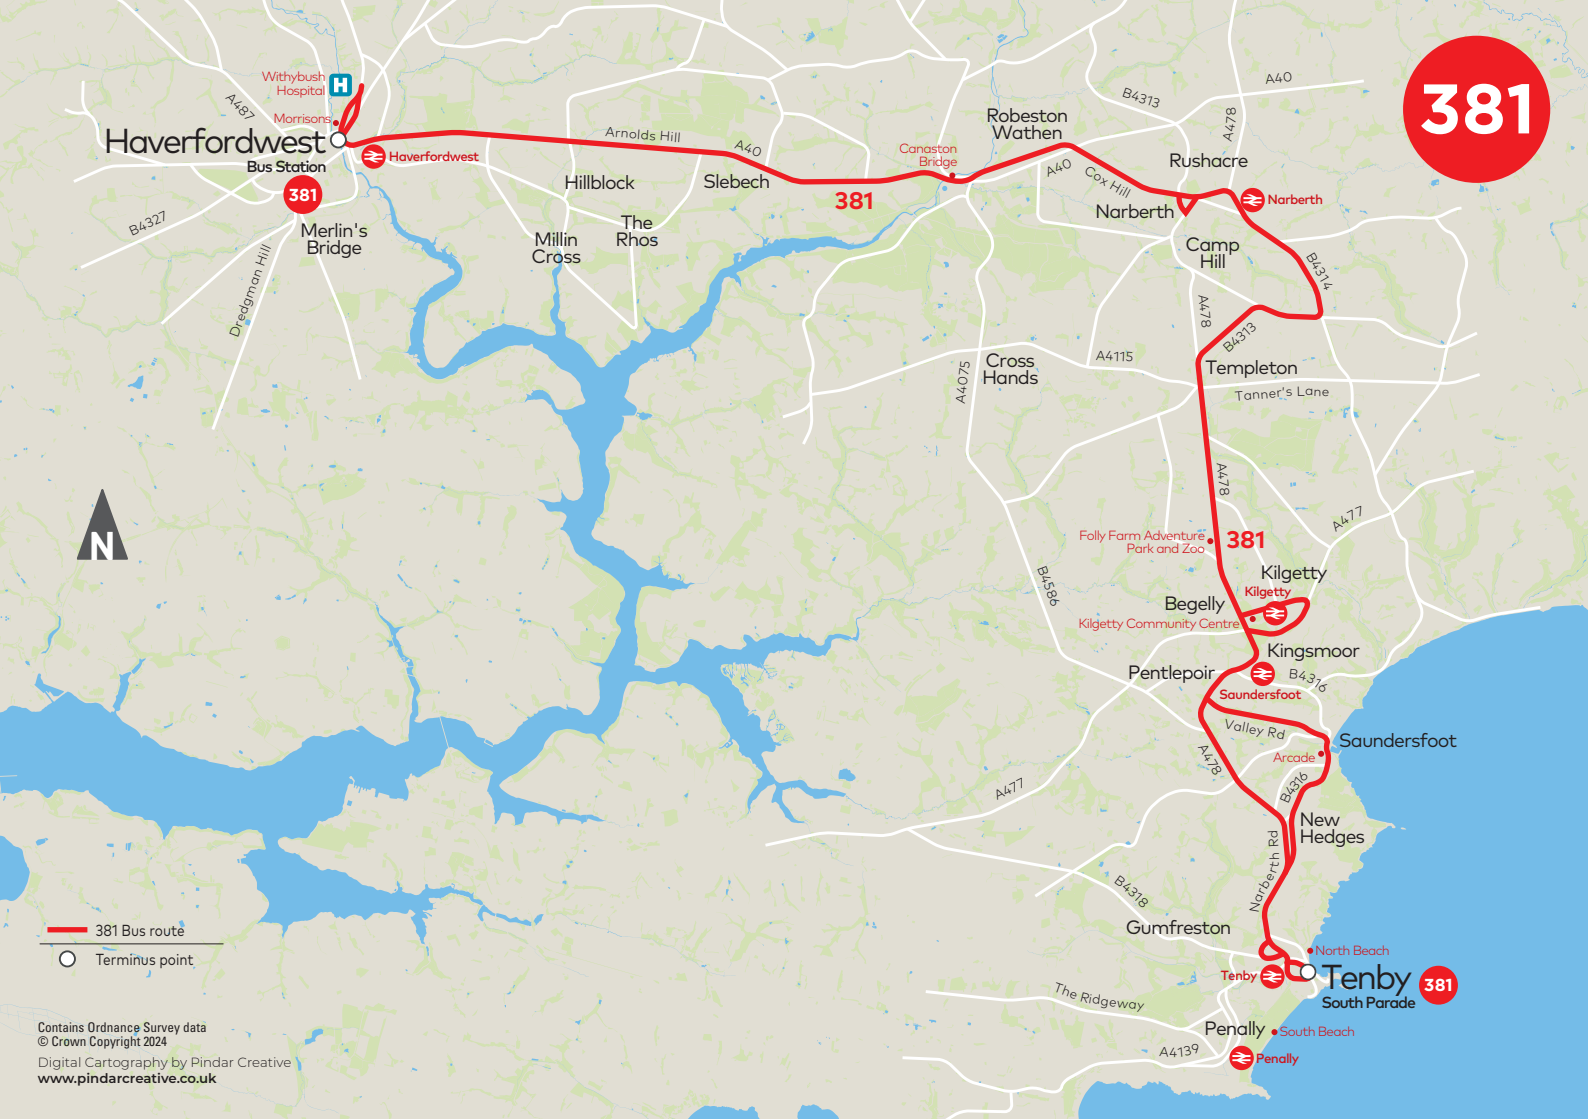 381
Withybush
Hospital
H
Morrisons
A487
Haverfordwest
Bus Station
381
Haverfordwest
B4327
Merlin's
Bridge
Dredgman Hill
Arnolds Hill
A40
Hillblock
Slebech
The
Rhos
Millin
Cross
381
Canaston
Bridge
Robeston
Wathen
A40
Cox Hill
B4313
A478
A40
Rushacre
Narberth
Narberth
Camp
Hill
B4314
A478
B4313
Templeton
Tanner's Lane
A4115
Cross
Hands
A4075
A478
A477
Folly Farm Adventure
Park and Zoo
381
Kilgetty
Kilgetty
Begelly
Kilgetty Community Centre
B4586
Kingsmoor
Pentlepoir
B4316
Saundersfoot
Valley Rd
Saundersfoot
Arcade
A478
B4316
A477
New
Hedges
Narberth Rd
B4318
Gumfreston
North Beach
Tenby
Tenby
South Parade
381
The Ridgeway
Penally
South Beach
A4139
Penally
N
381 Bus route
Terminus point
Contains Ordnance Survey data
© Crown Copyright 2024
Digital Cartography by Pindar Creative
www.pindarcreative.co.uk